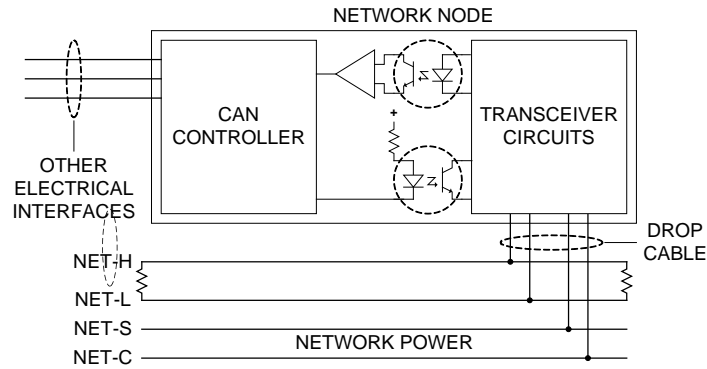 NETWORK NODE
CAN
CONTROLLER
+
TRANSCEIVER
CIRCUITS
OTHER
ELECTRICAL
INTERFACES
DROP
CABLE
NET-H
NET-L
NET-S
NETWORK POWER
NET-C